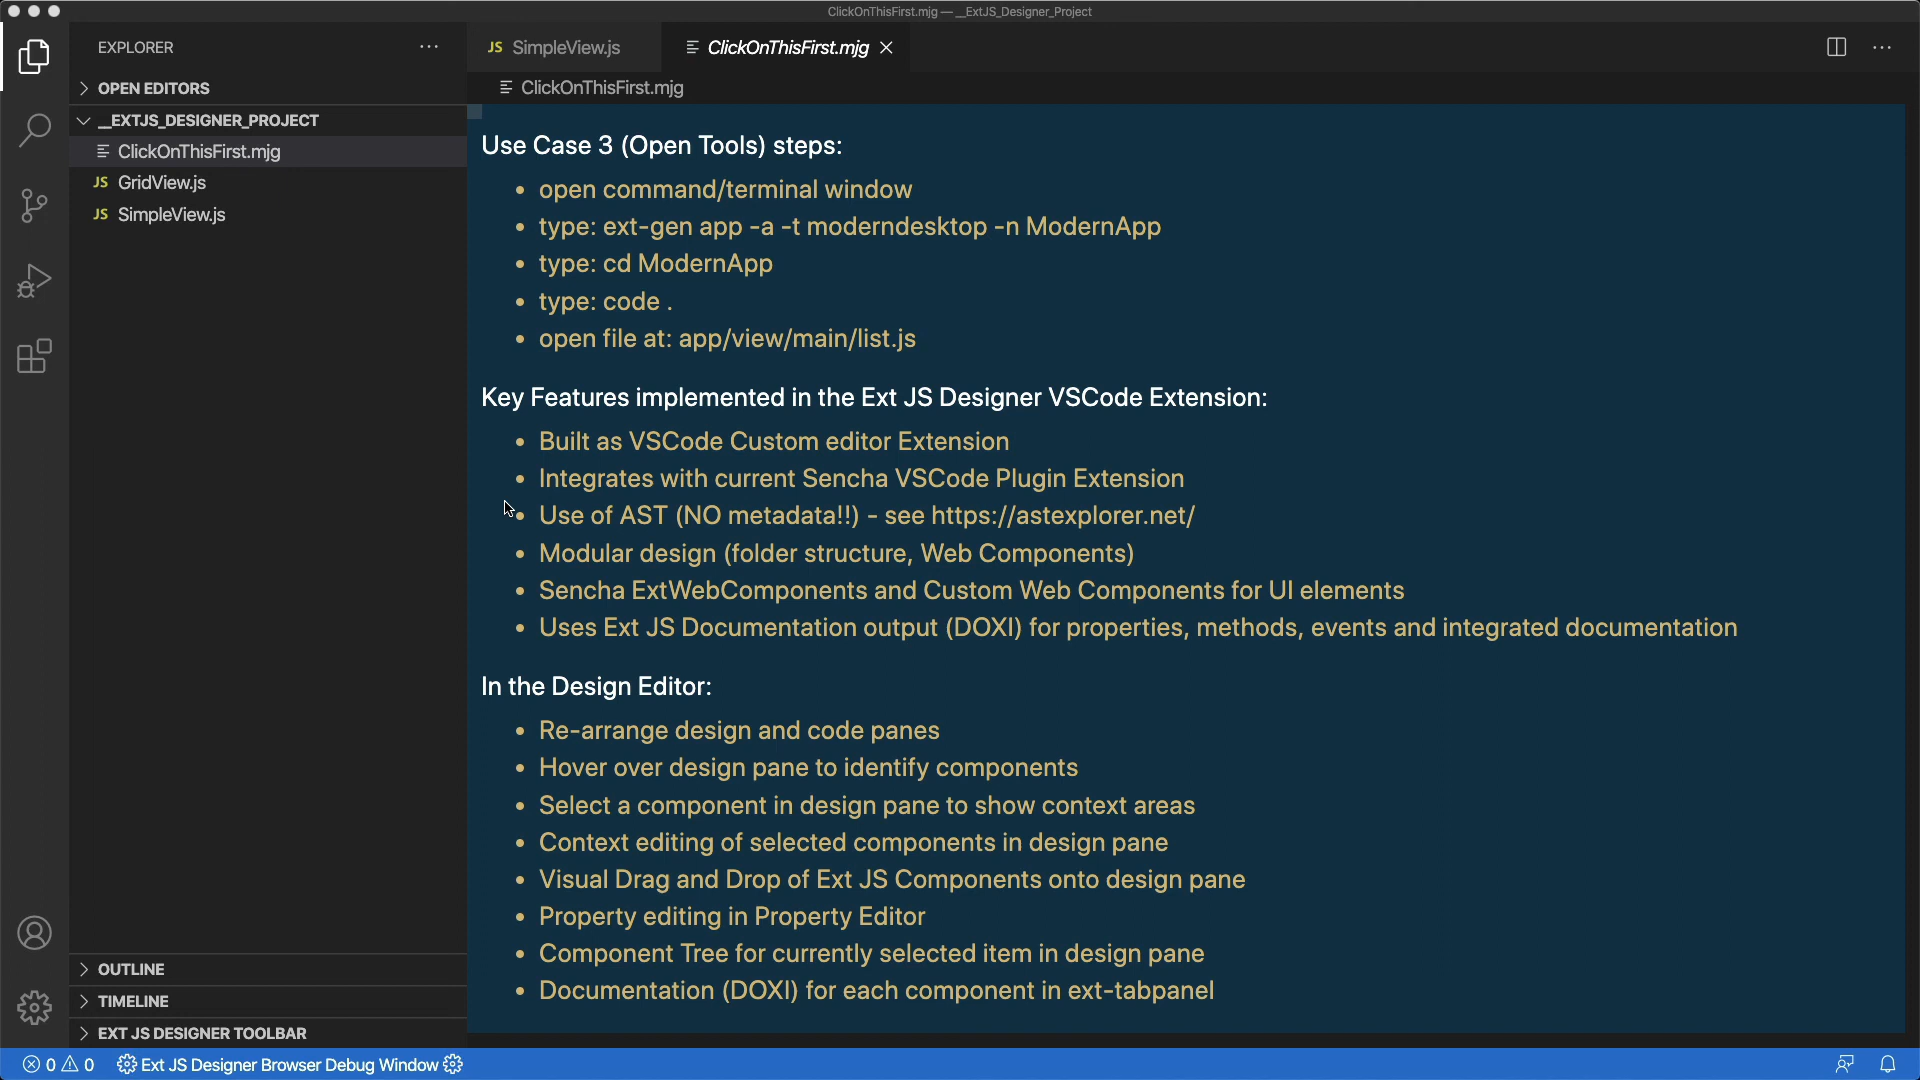 ClickOnThisFirst.mjg — __ExtJS_Designer_Project
EXPLORER
JS SimpleView.js
ClickOnThisFirst.mjg
OPEN EDITORS
ClickOnThisFirst.mjg
__EXTJS_DESIGNER_PROJECT
ClickOnThisFirst.mjg
JS GridView.js
JS SimpleView.js
Use Case 3 (Open Tools) steps:
• open command/terminal window
• type: ext-gen app -a -t moderndesktop -n ModernApp
• type: cd ModernApp
• type: code .
• open file at: app/view/main/list.js
Key Features implemented in the Ext JS Designer VSCode Extension:
• Built as VSCode Custom editor Extension
• Integrates with current Sencha VSCode Plugin Extension
• Use of AST (NO metadata!!) - see https://astexplorer.net/
• Modular design (folder structure, Web Components)
• Sencha ExtWebComponents and Custom Web Components for UI elements
• Uses Ext JS Documentation output (DOXI) for properties, methods, events and integrated documentation
In the Design Editor:
• Re-arrange design and code panes
• Hover over design pane to identify components
• Select a component in design pane to show context areas
• Context editing of selected components in design pane
• Visual Drag and Drop of Ext JS Components onto design pane
• Property editing in Property Editor
• Component Tree for currently selected item in design pane
• Documentation (DOXI) for each component in ext-tabpanel
OUTLINE
TIMELINE
EXT JS DESIGNER TOOLBAR
0 0 Ext JS Designer Browser Debug Window